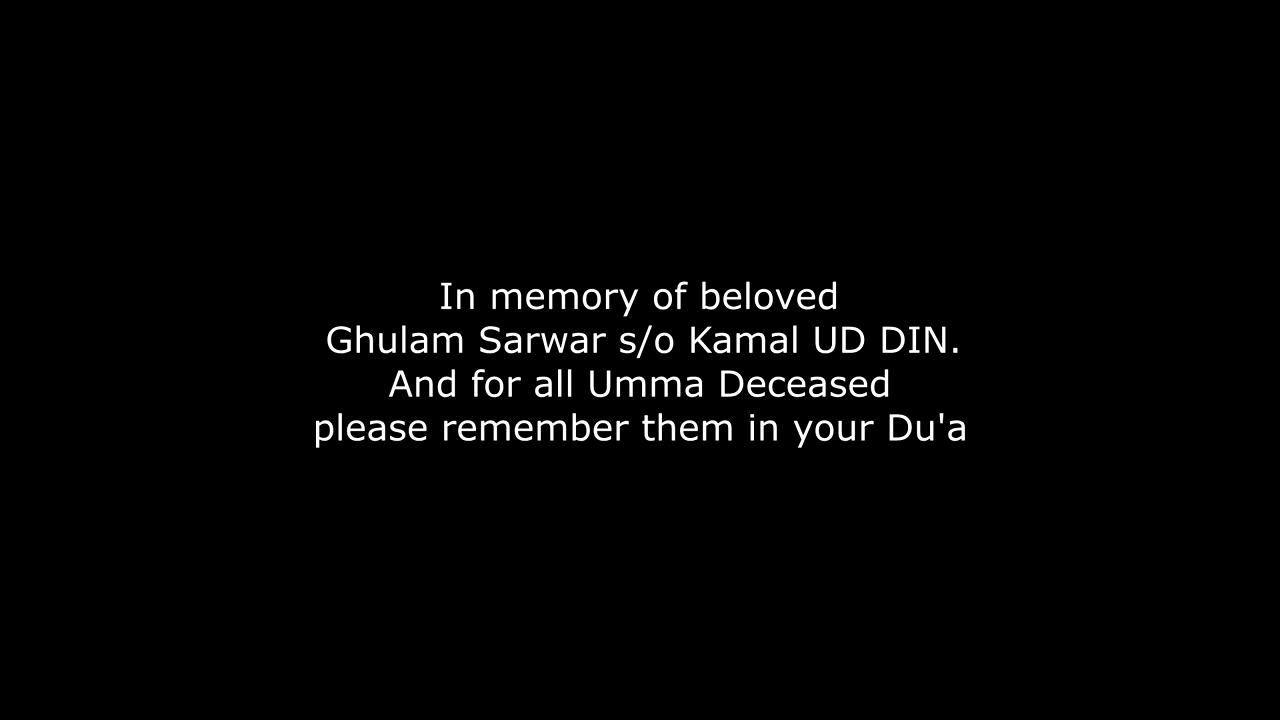 In memory of beloved
Ghulam Sarwar s/o Kamal UD DIN.
And for all Umma Deceased
please remember them in your Du'a